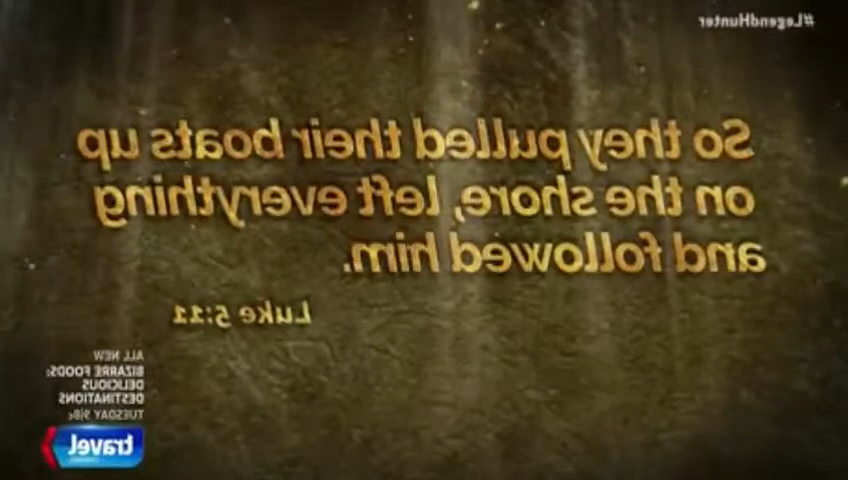 #LegendHunter
So they pulled their boats up
on the shore, left everything
and followed him.
Luke 5:11
ALL NEW
BIZARRE FOODS:
DELICIOUS
DESTINATIONS
TUESDAY 9|8c
travel